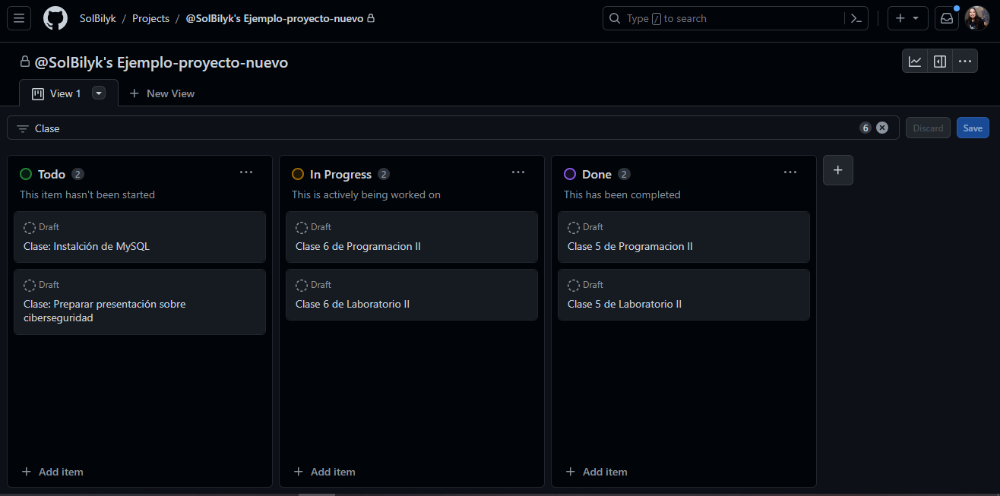 SolBilyk / Projects / @SolBilyk's Ejemplo-proyecto-nuevo
Type / to search
@SolBilyk's Ejemplo-proyecto-nuevo
View 1
New View
Clase
6
Discard
Save
Todo 2
This item hasn't been started
Draft
Clase: Instalción de MySQL
Draft
Clase: Preparar presentación sobre
ciberseguridad
Add item
In Progress 2
This is actively being worked on
Draft
Clase 6 de Programacion II
Draft
Clase 6 de Laboratorio II
Add item
Done 2
This has been completed
Draft
Clase 5 de Programacion II
Draft
Clase 5 de Laboratorio II
Add item